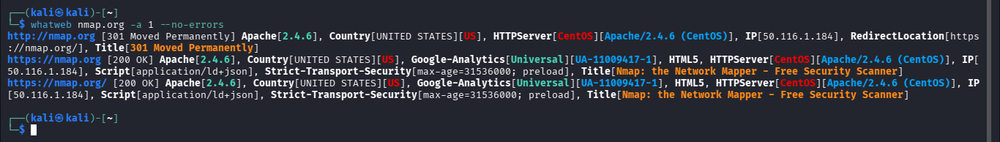 ┌──(kali㉿kali)-[~]
└─$ whatweb nmap.org -a 1 --no-errors
http://nmap.org [301 Moved Permanently] Apache[2.4.6], Country[UNITED STATES][US], HTTPServer[CentOS][Apache/2.4.6 (CentOS)], IP[50.116.1.184], RedirectLocation[https
://nmap.org/], Title[301 Moved Permanently]
https://nmap.org [200 OK] Apache[2.4.6], Country[UNITED STATES][US], Google-Analytics[Universal][UA-11009417-1], HTML5, HTTPServer[CentOS][Apache/2.4.6 (CentOS)], IP[
50.116.1.184], Script[application/ld+json], Strict-Transport-Security[max-age=31536000; preload], Title[Nmap: the Network Mapper - Free Security Scanner]
https://nmap.org/ [200 OK] Apache[2.4.6], Country[UNITED STATES][US], Google-Analytics[Universal][UA-11009417-1], HTML5, HTTPServer[CentOS][Apache/2.4.6 (CentOS)], IP
[50.116.1.184], Script[application/ld+json], Strict-Transport-Security[max-age=31536000; preload], Title[Nmap: the Network Mapper - Free Security Scanner]
┌──(kali㉿kali)-[~]
└─$